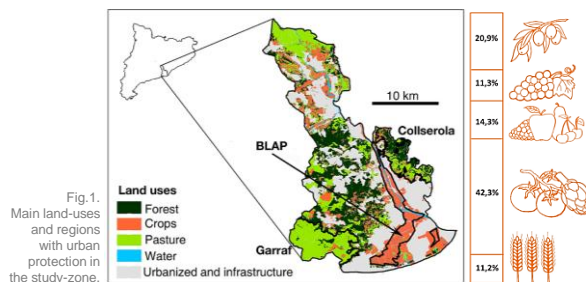 10 km
Collserola
BLAP
Land uses
Forest
Crops
Pasture
Water
Urbanized and infrastructure
Garraf
20,9%
11,3%
14,3%
42,3%
11,2%
Fig.1.
Main land-uses
and regions
with urban
protection in
the study-zone.